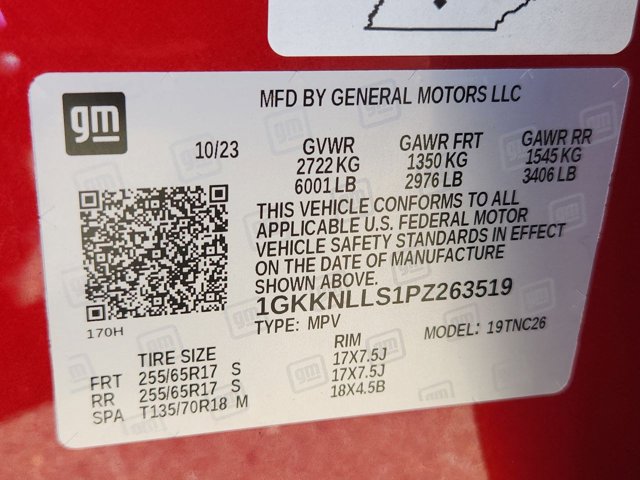 gm
MFD BY GENERAL MOTORS LLC
10/23
GVWR
2722 KG
6001 LB
GAWR FRT
1350 KG
2976 LB
GAWR RR
1545 KG
3406 LB
THIS VEHICLE CONFORMS TO ALL
APPLICABLE U.S. FEDERAL MOTOR
VEHICLE SAFETY STANDARDS IN EFFECT
ON THE DATE OF MANUFACTURE
SHOWN ABOVE.
1GKKNLLS1PZ263519
TYPE: MPV MODEL: 19TNC26
170H
TIRE SIZE RIM
FRT 255/65R17 S 17X7.5J
RR 255/65R17 S 17X7.5J
SPA T135/70R18 M 18X4.5B